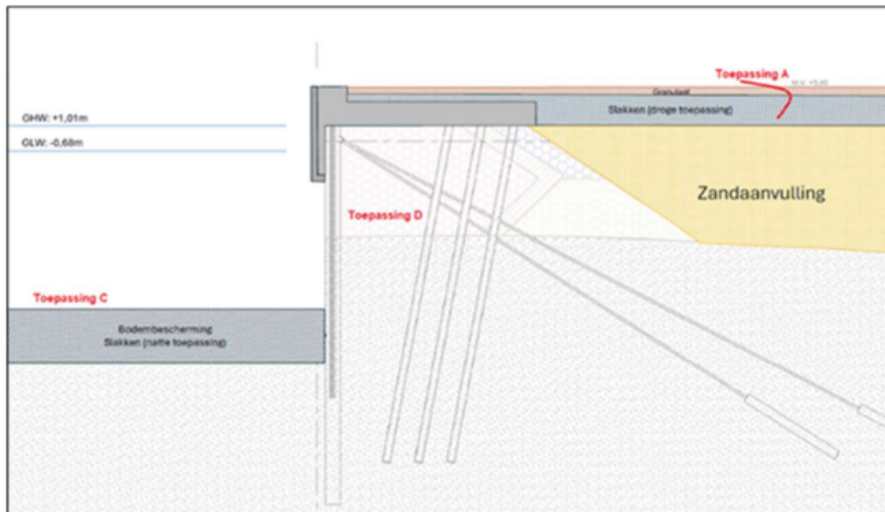 Toepassing A
Granulaat
Slakken (droge toepassing)
GHW: +1,01m
GLW: -0,68m
Zandaanvulling
Toepassing D
Toepassing C
Bodembescherming
Slakken (natte toepassing)